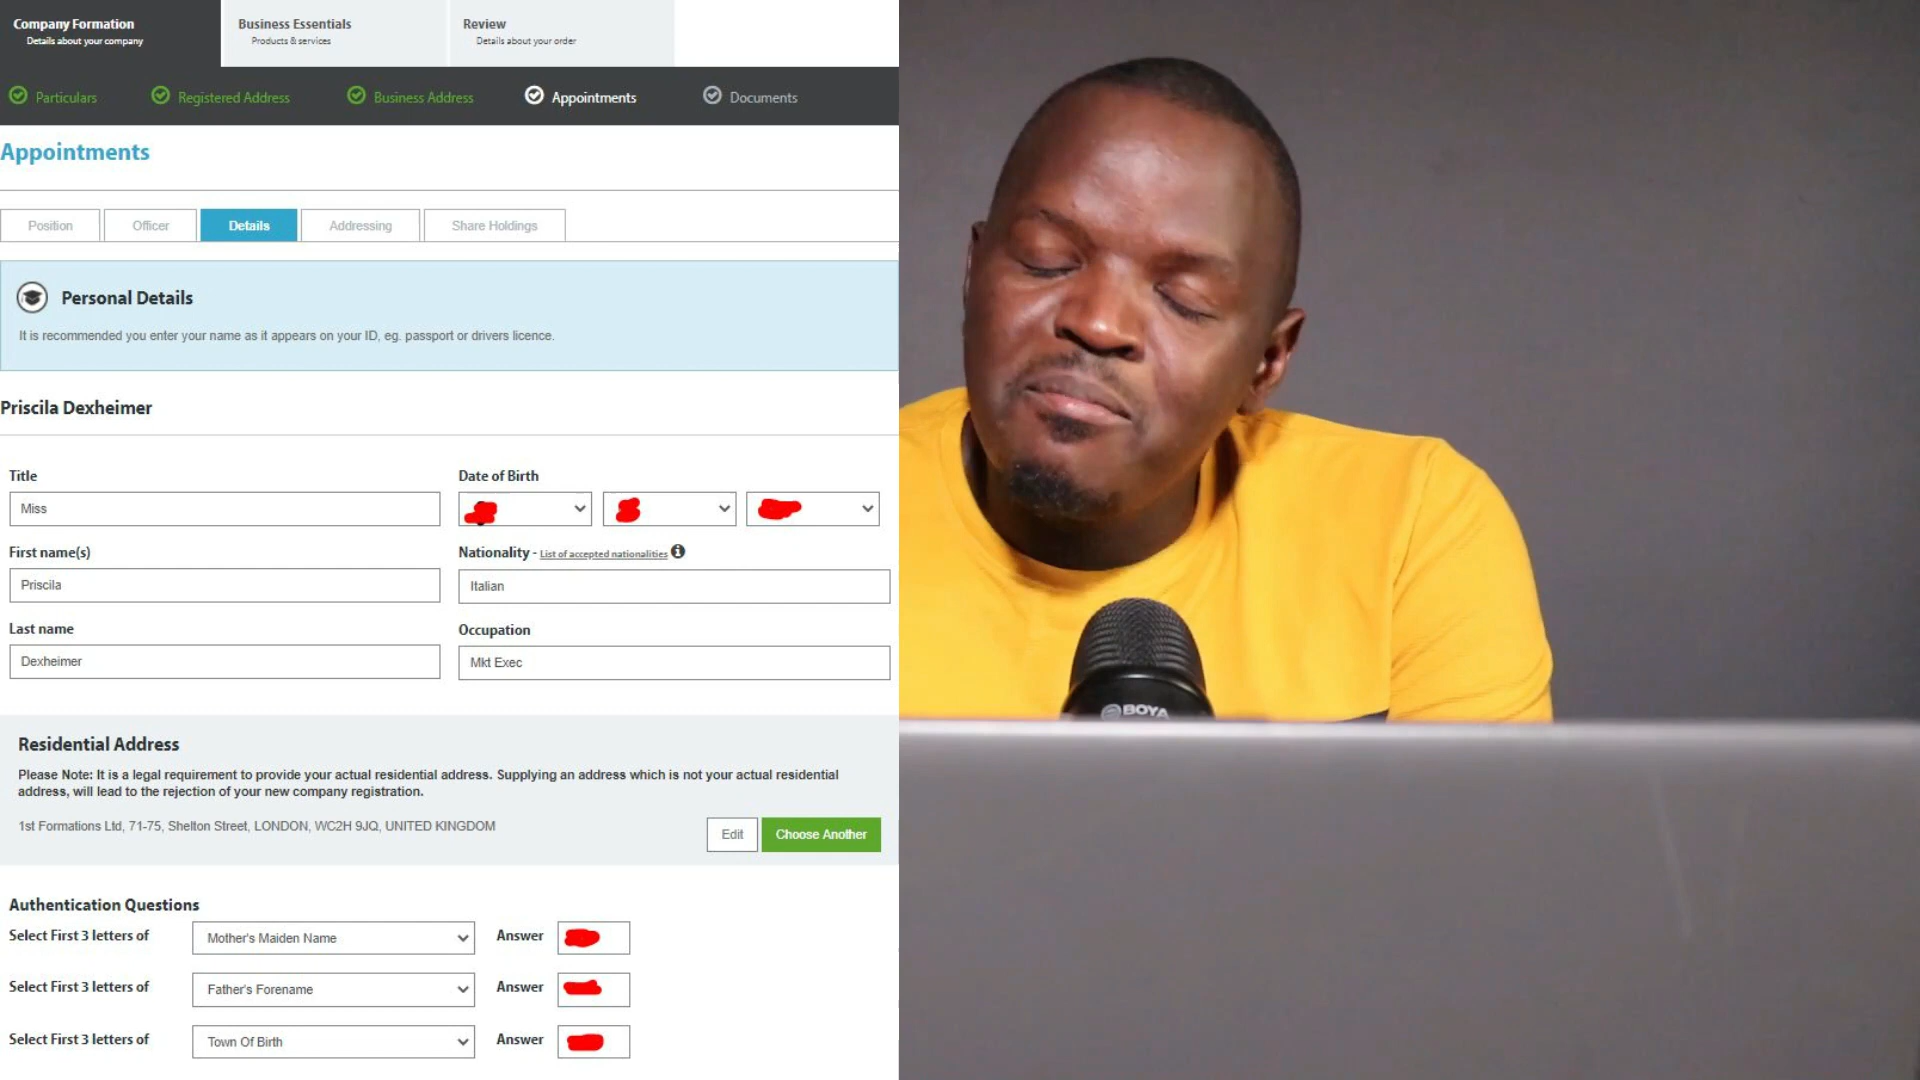 Company Formation
Details about your company
Business Essentials
Products & services
Review
Details about your order
Particulars
Registered Address
Business Address
Appointments
Documents
Appointments
Position
Officer
Details
Addressing
Share Holdings
Personal Details
It is recommended you enter your name as it appears on your ID, eg. passport or drivers licence.
Priscila Dexheimer
Title
Date of Birth
Miss
First name(s)
Nationality - List of accepted nationalities
Priscila
Italian
Last name
Occupation
Dexheimer
Mkt Exec
Residential Address
Please Note: It is a legal requirement to provide your actual residential address. Supplying an address which is not your actual residential
address, will lead to the rejection of your new company registration.
1st Formations Ltd, 71-75, Shelton Street, LONDON, WC2H 9JQ, UNITED KINGDOM
Edit
Choose Another
Authentication Questions
Select First 3 letters of
Mother's Maiden Name
Answer
Select First 3 letters of
Father's Forename
Answer
Select First 3 letters of
Town Of Birth
Answer
BOYA